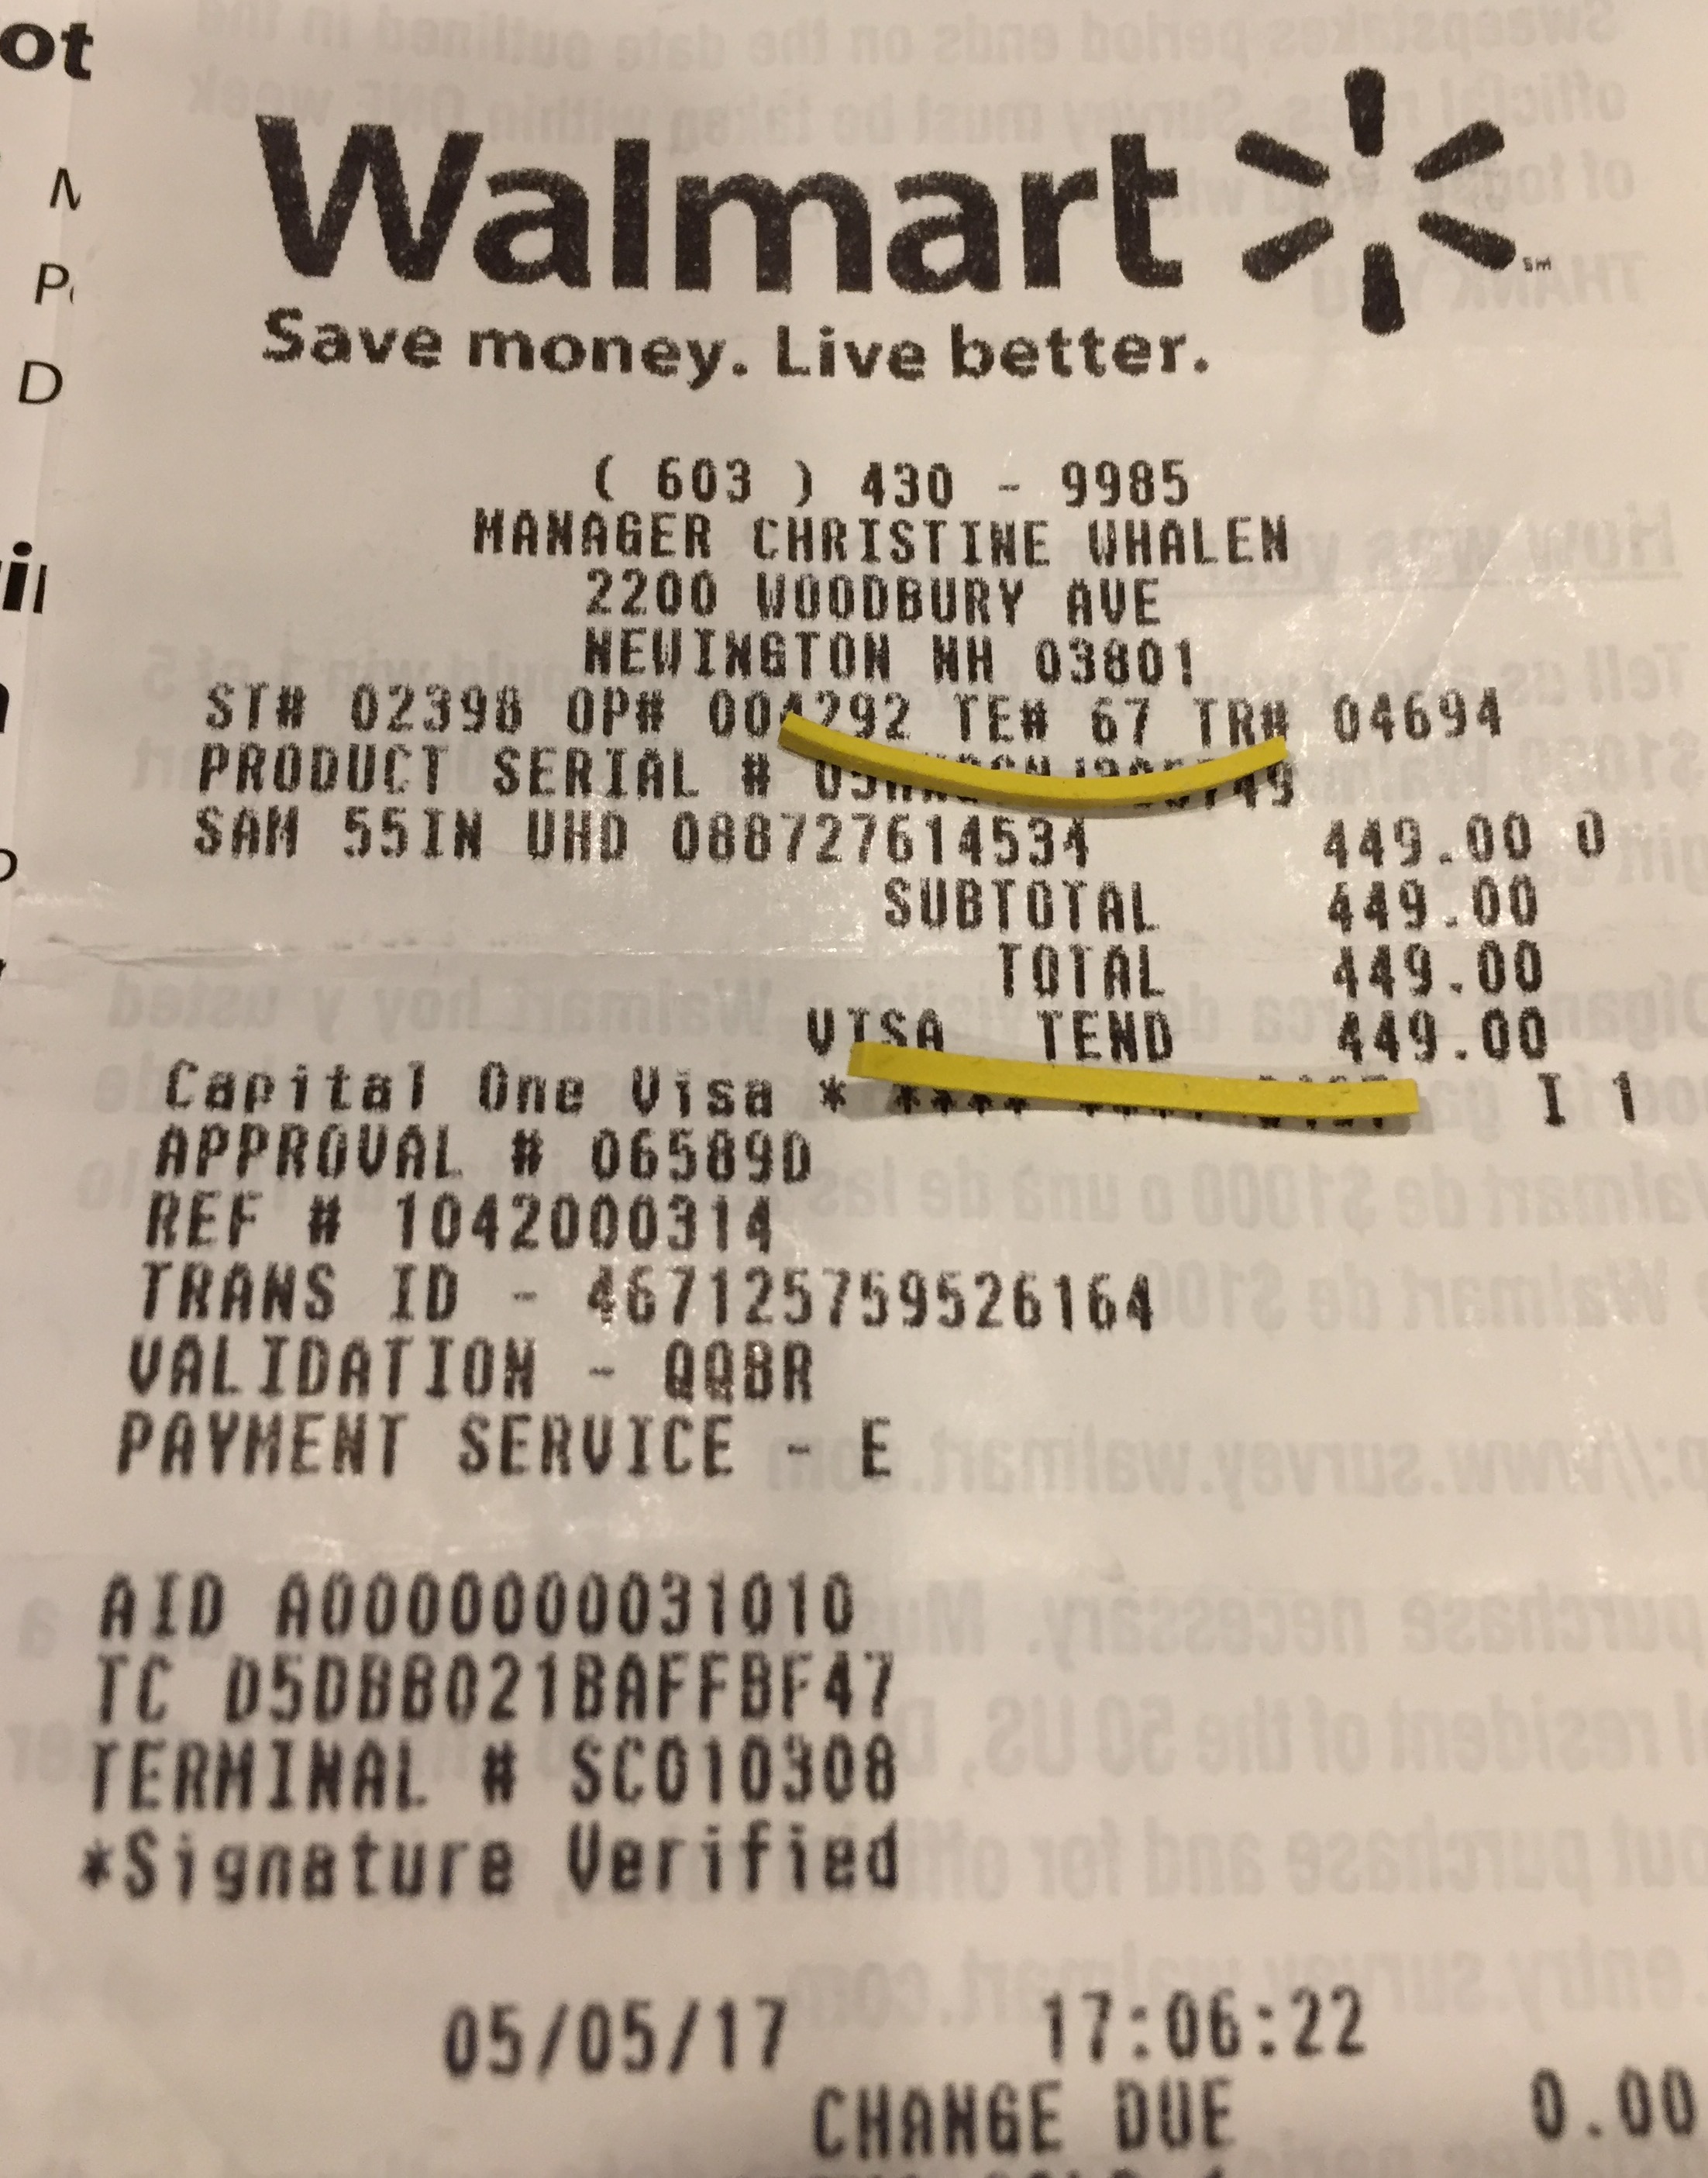 Walmart
Save money. Live better.
( 603 ) 430 - 9985
MANAGER CHRISTINE WHALEN
2200 WOODBURY AVE
NEWINGTON NH 03801
ST# 02398 OP# 004292 TE# 67 TR# 04694
PRODUCT SERIAL #
SAM 55IN UHD 088727614534 449.00 O
SUBTOTAL 449.00
TOTAL 449.00
VISA TEND 449.00
Capital One Visa * **** **** I 1
APPROVAL # 06589D
REF # 1042000314
TRANS ID - 467125759526164
VALIDATION - QQBR
PAYMENT SERVICE - E
AID A0000000031010
TC D5DBB021BAFFBF47
TERMINAL # SC010308
*Signature Verified
05/05/17 17:06:22
CHANGE DUE 0.00